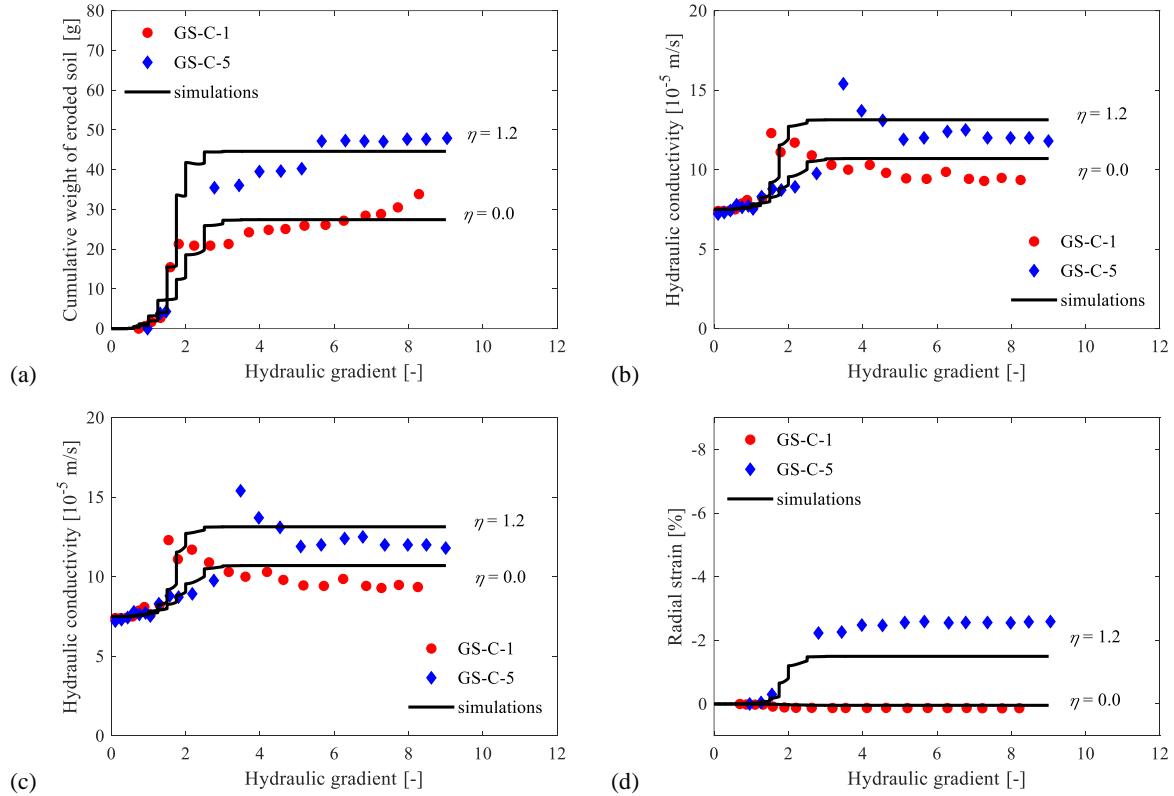 80
70
60
50
40
30
20
10
0
0 2 4 6 8 10 12
Cumulative weight of eroded soil [g]
Hydraulic gradient [-]
GS-C-1
GS-C-5
simulations
η = 1.2
η = 0.0
(a)
20
15
10
5
0
0 2 4 6 8 10 12
Hydraulic conductivity [10⁻⁵ m/s]
Hydraulic gradient [-]
η = 1.2
η = 0.0
GS-C-1
GS-C-5
simulations
(b)
20
15
10
5
0
0 2 4 6 8 10 12
Hydraulic conductivity [10⁻⁵ m/s]
Hydraulic gradient [-]
η = 1.2
η = 0.0
GS-C-1
GS-C-5
simulations
(c)
-8
-6
-4
-2
0
0 2 4 6 8 10 12
Radial strain [%]
Hydraulic gradient [-]
GS-C-1
GS-C-5
simulations
η = 1.2
η = 0.0
(d)